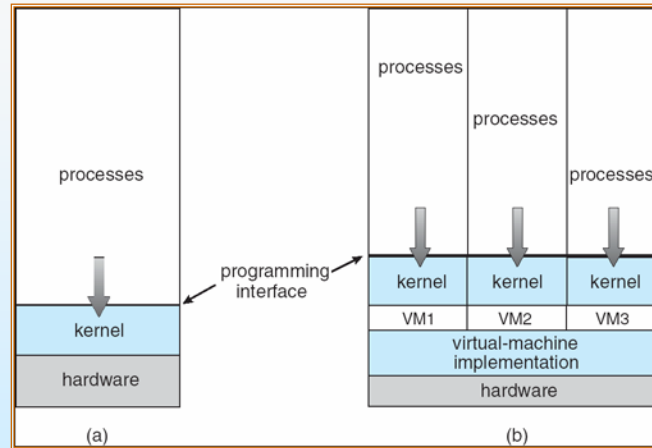 processes
kernel
hardware
(a)
programming
interface
processes
processes
processes
kernel
kernel
kernel
VM1
VM2
VM3
virtual-machine
implementation
hardware
(b)